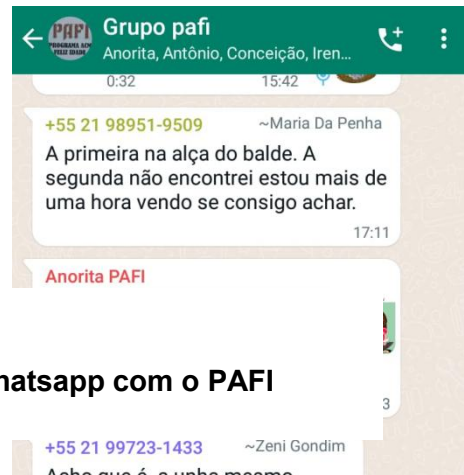 Grupo pafi
Anorita, Antônio, Conceição, Iren...
PAFI
0:32 15:42
+55 21 98951-9509 ~Maria Da Penha
A primeira na alça do balde. A
segunda não encontrei estou mais de
uma hora vendo se consigo achar.
17:11
Anorita PAFI
hatsapp com o PAFI
3
+55 21 99723-1433 ~Zeni Gondim